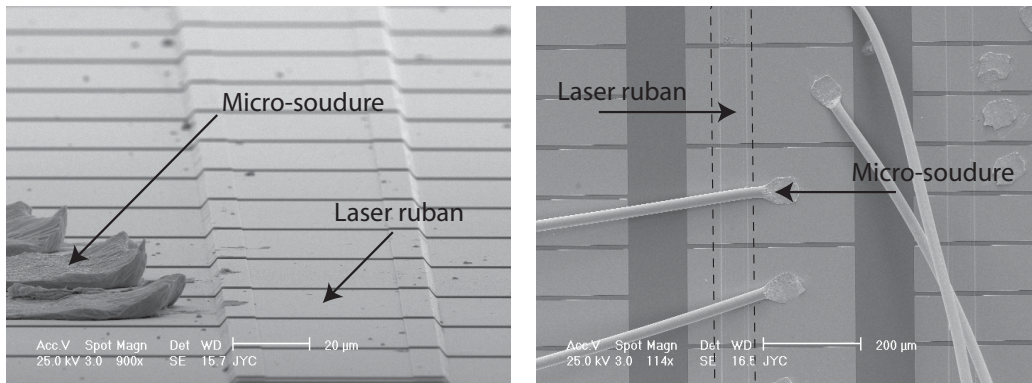 Micro-soudure
Laser ruban
Acc.V Spot Magn Det WD 20 µm
25.0 kV 3.0 900x SE 15.7 JYC
Laser ruban
Micro-soudure
Acc.V Spot Magn Det WD 200 µm
25.0 kV 3.0 114x SE 16.5 JYC